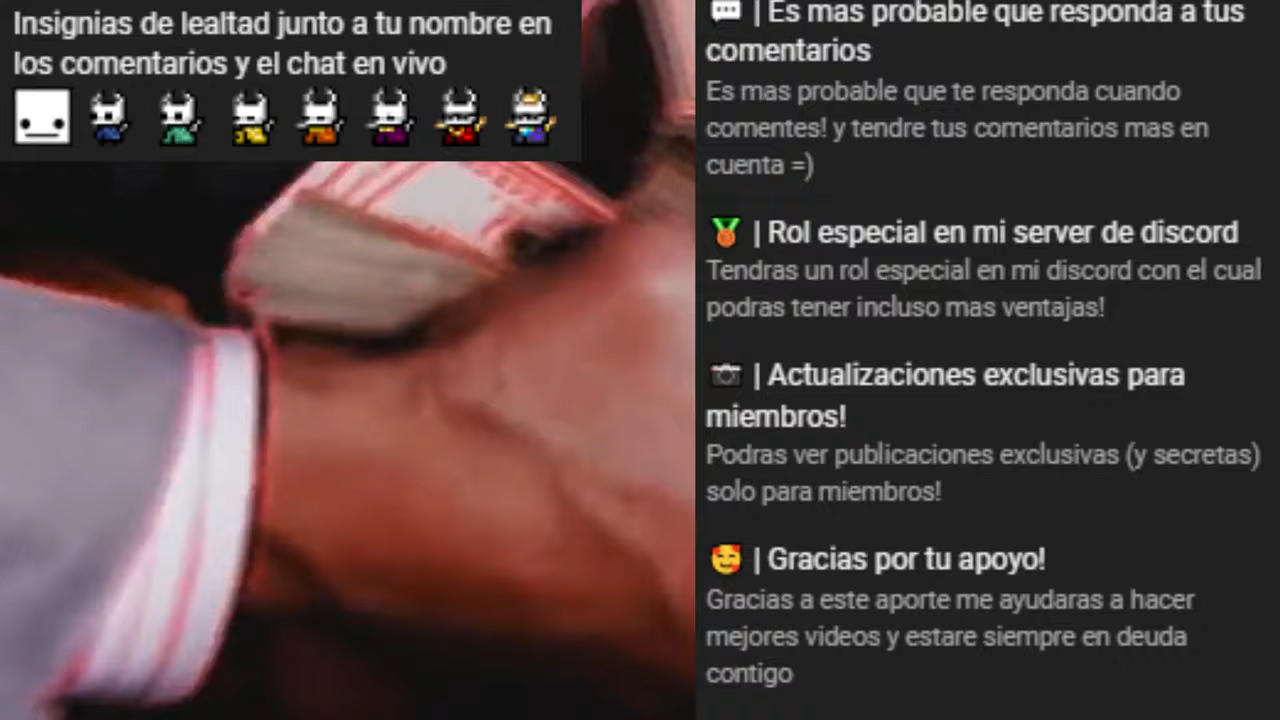 Insignias de lealtad junto a tu nombre en
los comentarios y el chat en vivo
| Es mas probable que responda a tus
comentarios
Es mas probable que te responda cuando
comentes! y tendre tus comentarios mas en
cuenta =)
| Rol especial en mi server de discord
Tendras un rol especial en mi discord con el cual
podras tener incluso mas ventajas!
| Actualizaciones exclusivas para
miembros!
Podras ver publicaciones exclusivas (y secretas)
solo para miembros!
| Gracias por tu apoyo!
Gracias a este aporte me ayudaras a hacer
mejores videos y estare siempre en deuda
contigo